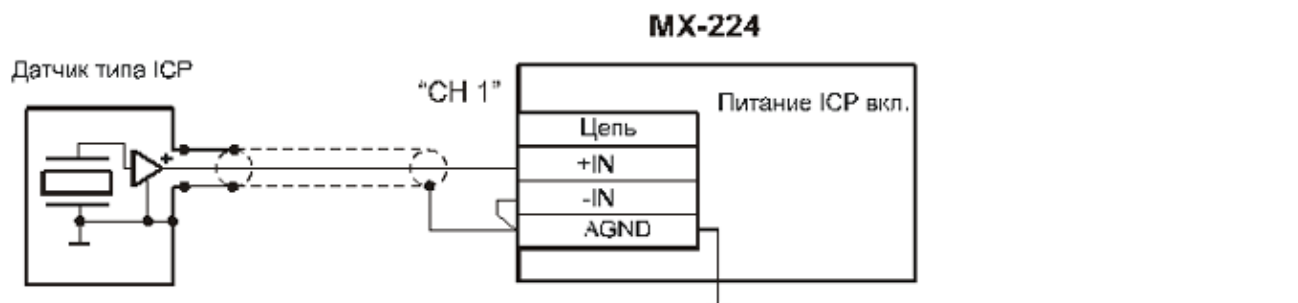 MX-224
Датчик типа ICP
"CH 1"
Питание ICP вкл.
Цепь
+IN
-IN
AGND
+